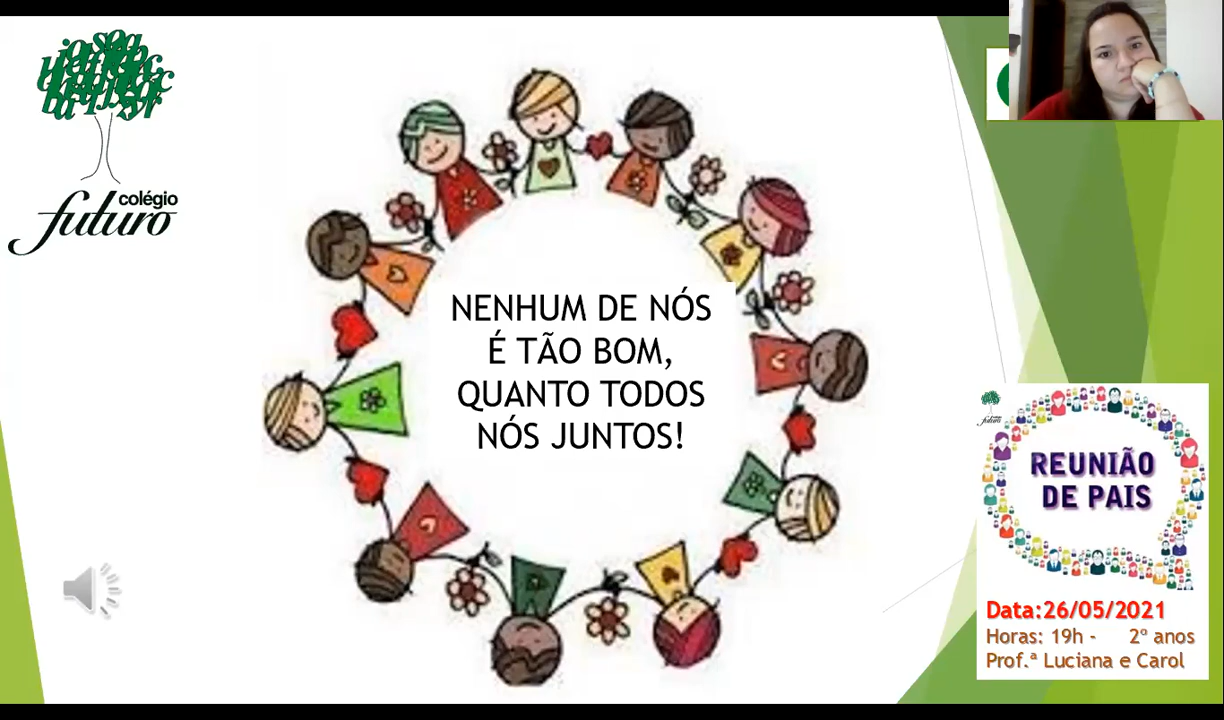 colégio
futuro
NENHUM DE NÓS
É TÃO BOM,
QUANTO TODOS
NÓS JUNTOS!
futuro
REUNIÃO
DE PAIS
Data:26/05/2021
Horas: 19h - 2º anos
Prof.ª Luciana e Carol